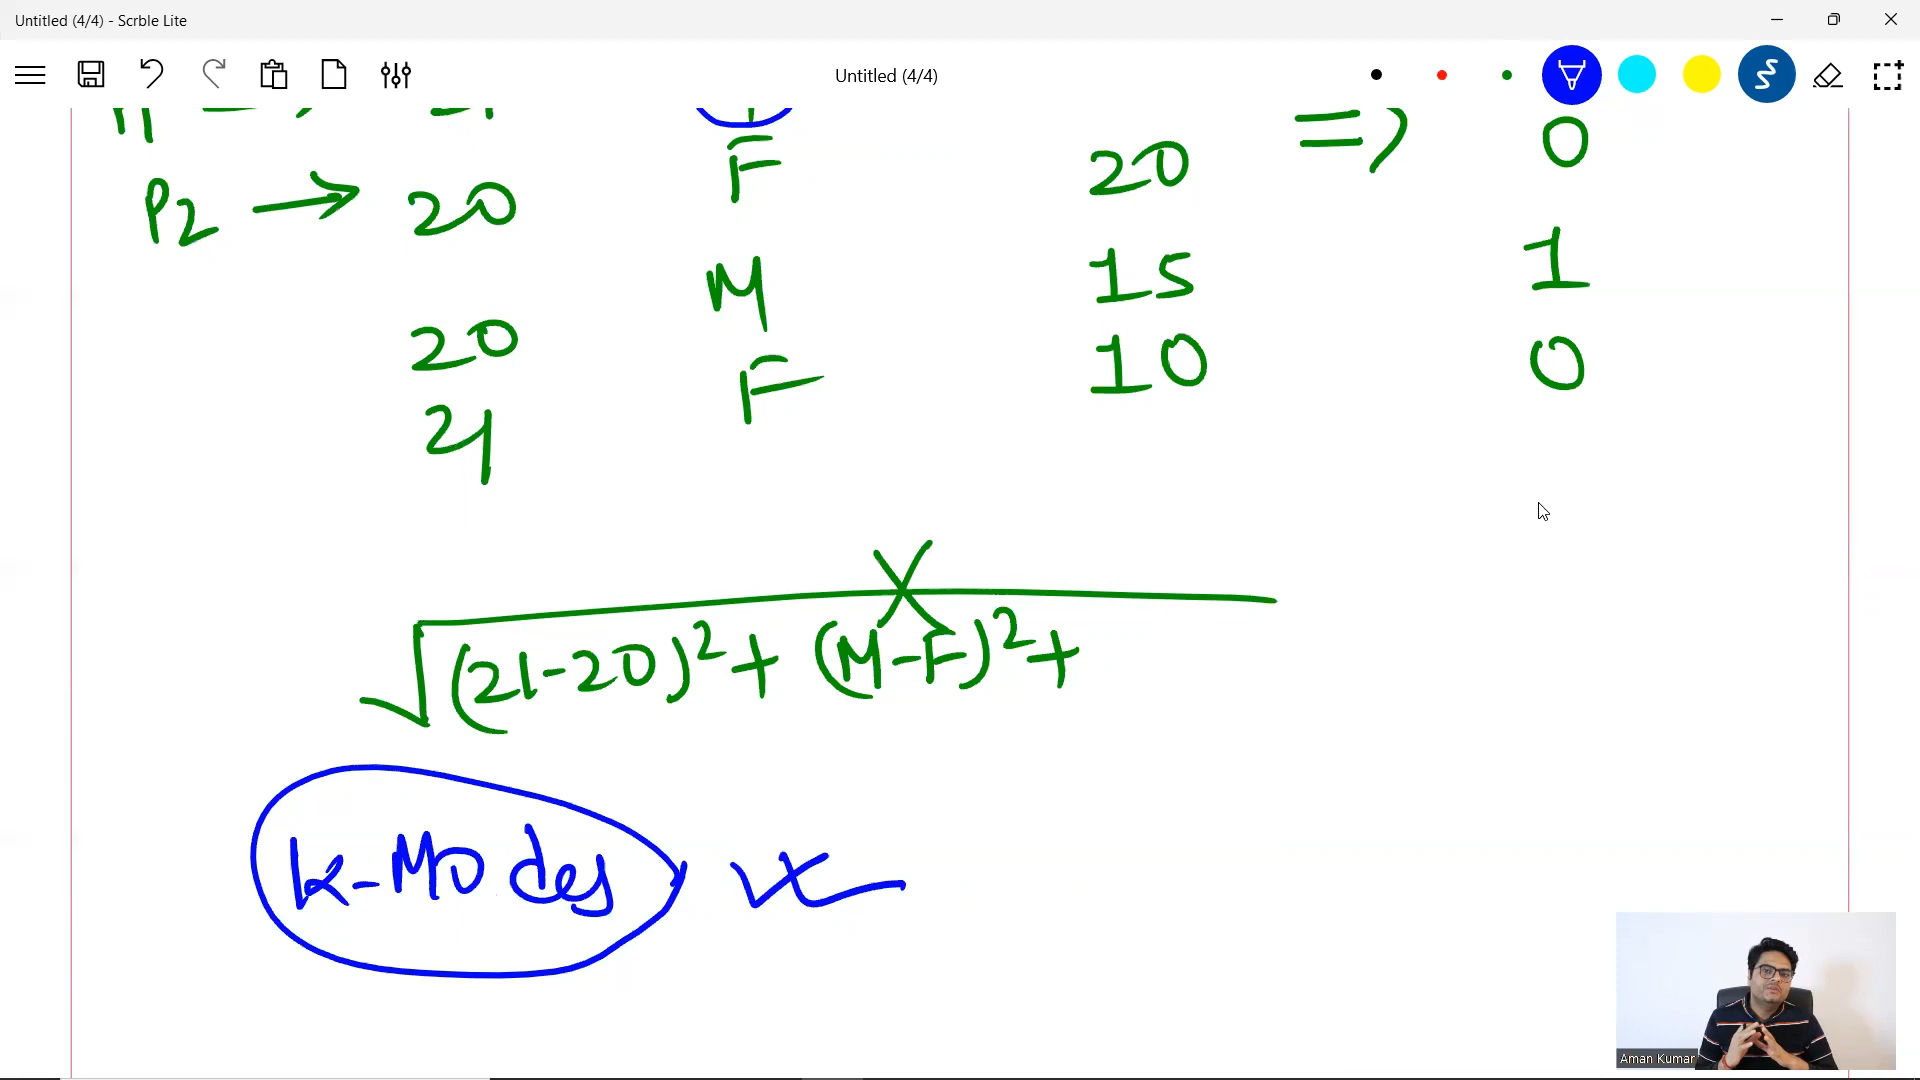 Untitled (4/4) - Scrble Lite
Untitled (4/4)
P2 → 20 F 20 => 0
20 M 15 1
21 F 10 0
√(21-20)² + (M-F)² +
K-Modes
Aman Kumar